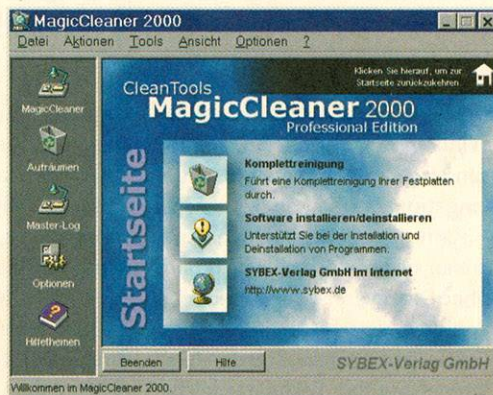 MagicCleaner 2000
Datei Aktionen Tools Ansicht Optionen ?
MagicCleaner
Aufräumen
Master-Log
Optionen
Hilfethemen
Klicken Sie hierauf, um zur
Startseite zurückzukehren.
CleanTools
MagicCleaner 2000
Professional Edition
Startseite
Komplettreinigung
Führt eine Komplettreinigung Ihrer Festplatten
durch.
Software installieren/deinstallieren
Unterstützt Sie bei der Installation und
Deinstallation von Programmen.
SYBEX-Verlag GmbH im Internet
http://www.sybex.de
Beenden Hilfe SYBEX-Verlag GmbH
Willkommen im MagicCleaner 2000.